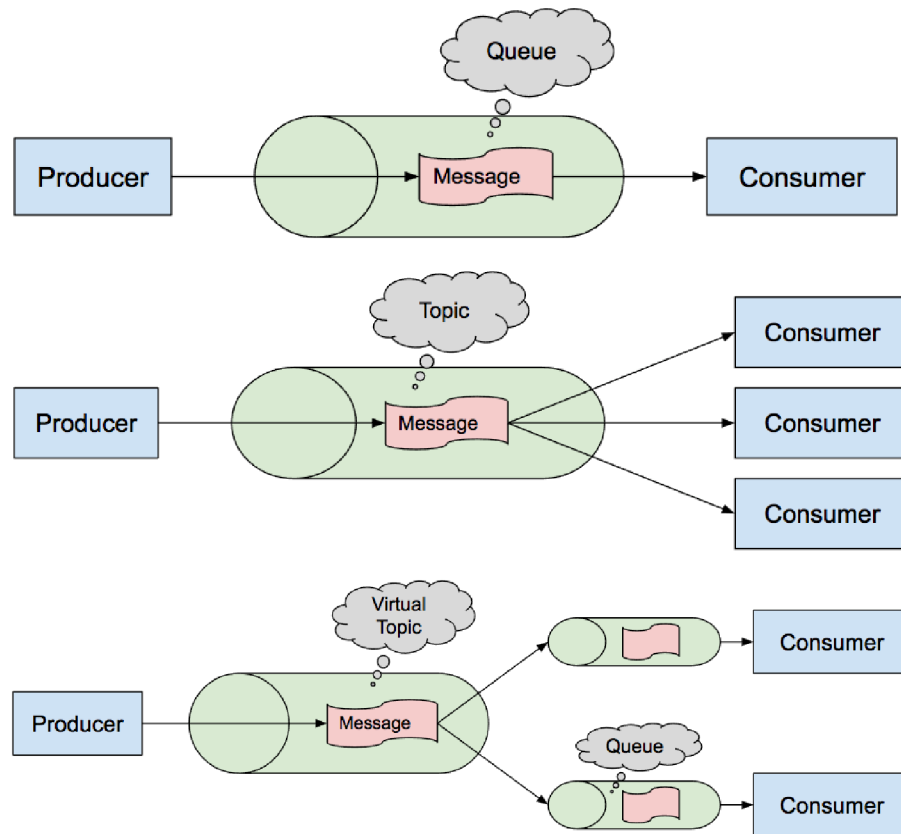 Queue
Producer
Message
Consumer
Topic
Consumer
Producer
Message
Consumer
Consumer
Virtual
Topic
Consumer
Producer
Message
Queue
Consumer